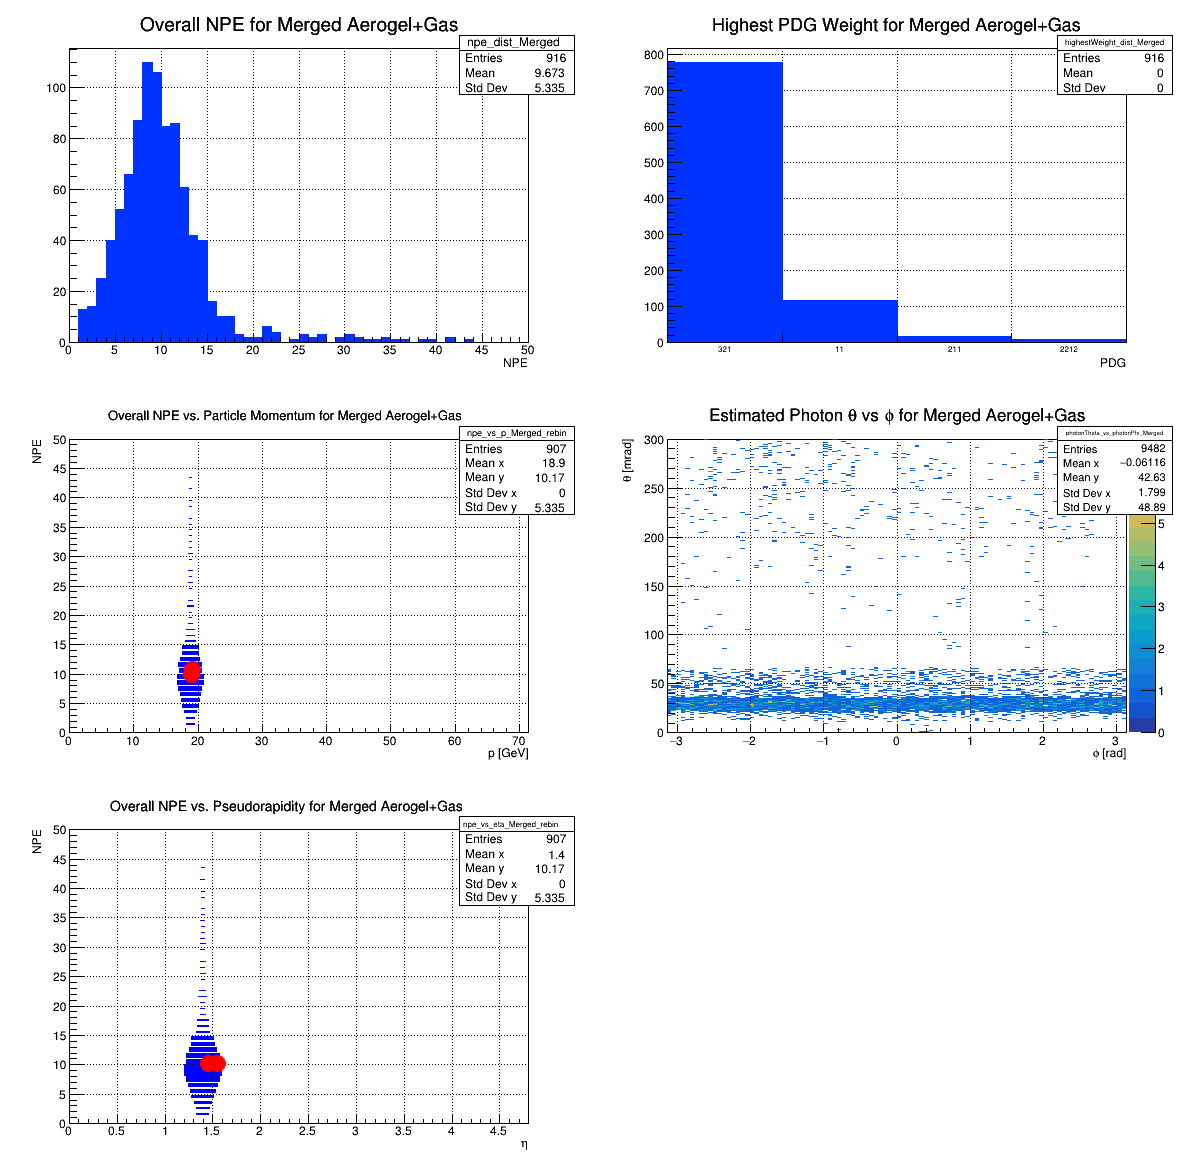 Overall NPE for Merged Aerogel+Gas
npe_dist_Merged
Entries 916
Mean 9.673
Std Dev 5.335
100
80
60
40
20
0
0 5 10 15 20 25 30 35 40 45 50
NPE
Highest PDG Weight for Merged Aerogel+Gas
highestWeight_dist_Merged
Entries 916
Mean 0
Std Dev 0
800
700
600
500
400
300
200
100
0
321 11 211 2212
PDG
Overall NPE vs. Particle Momentum for Merged Aerogel+Gas
npe_vs_p_Merged_rebin
Entries 907
Mean x 18.9
Mean y 10.17
Std Dev x 0
Std Dev y 5.335
NPE
50
45
40
35
30
25
20
15
10
5
0
0 10 20 30 40 50 60 70
p [GeV]
Estimated Photon θ vs ϕ for Merged Aerogel+Gas
photonTheta_vs_photonPhi_Merged
Entries 9482
Mean x −0.06116
Mean y 42.63
Std Dev x 1.799
Std Dev y 48.89
θ [mrad]
300
250
200
150
100
50
0
−3 −2 −1 0 1 2 3
ϕ [rad]
5
4
3
2
1
0
Overall NPE vs. Pseudorapidity for Merged Aerogel+Gas
npe_vs_eta_Merged_rebin
Entries 907
Mean x 1.4
Mean y 10.17
Std Dev x 0
Std Dev y 5.335
NPE
50
45
40
35
30
25
20
15
10
5
0
0 0.5 1 1.5 2 2.5 3 3.5 4 4.5
η